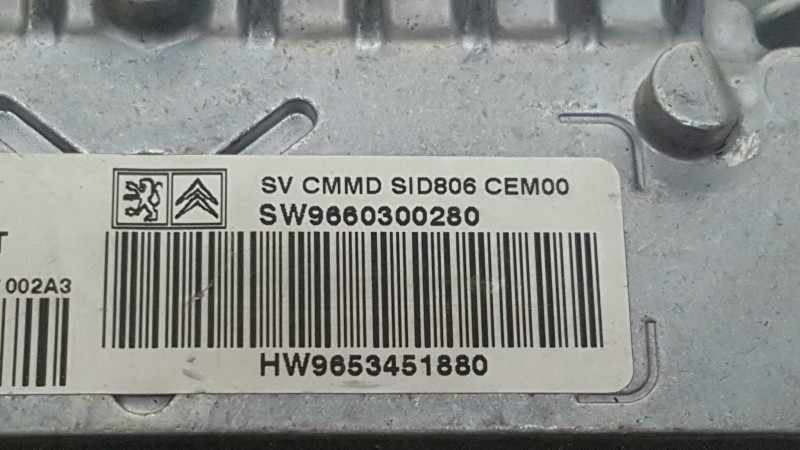 SV CMMD SID806 CEM00
SW9660300280
T
002A3
HW9653451880